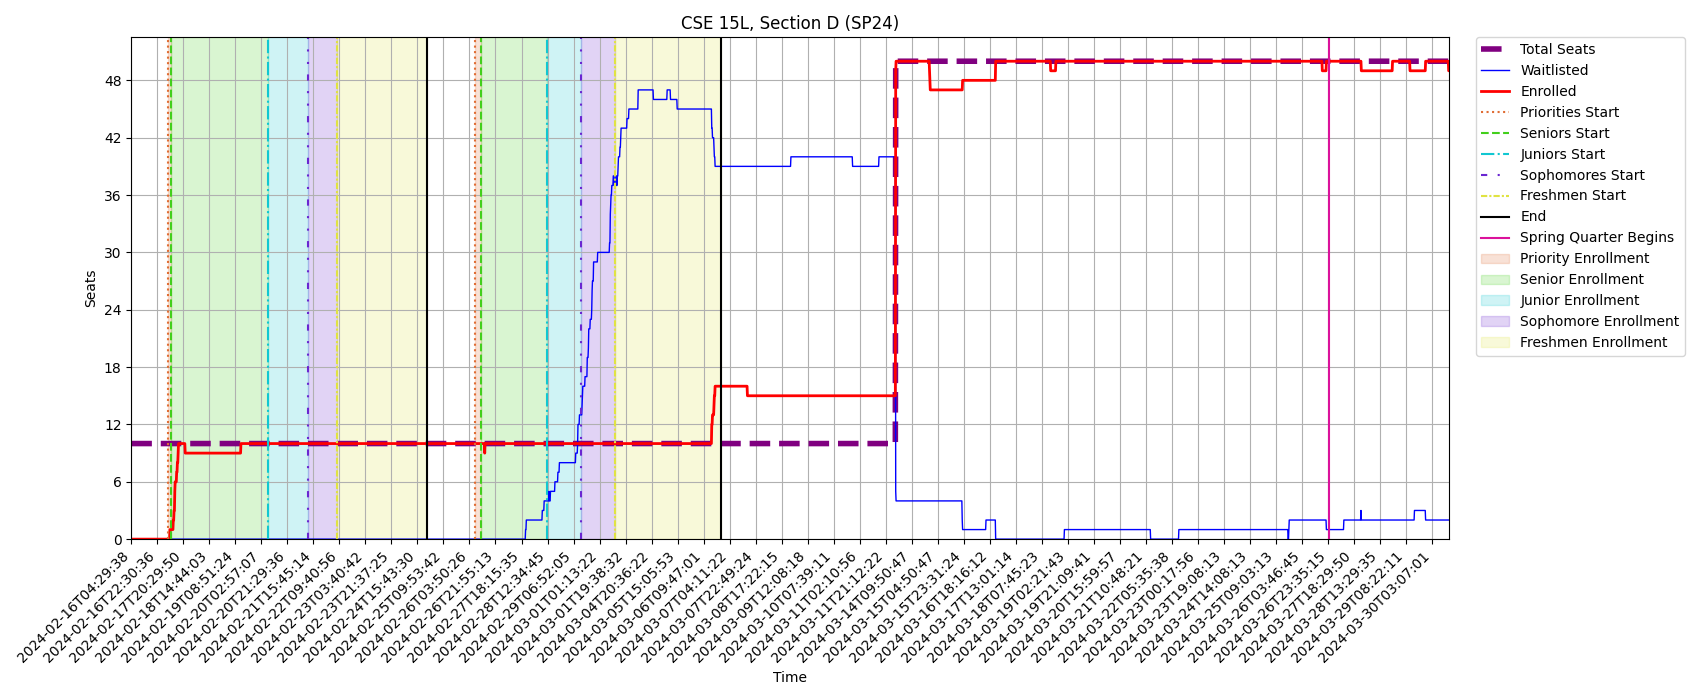 CSE 15L, Section D (SP24)
Seats
48
42
36
30
24
18
12
6
0
2024-02-16T04:29:38
2024-02-16T22:30:36
2024-02-17T20:29:50
2024-02-18T14:44:03
2024-02-19T08:51:24
2024-02-20T02:57:07
2024-02-20T21:29:36
2024-02-21T15:45:14
2024-02-22T09:40:56
2024-02-23T03:40:42
2024-02-23T21:37:25
2024-02-24T15:43:30
2024-02-25T09:53:42
2024-02-26T03:50:26
2024-02-26T21:55:13
2024-02-27T18:15:35
2024-02-28T12:34:45
2024-02-29T06:52:05
2024-03-01T01:13:22
2024-03-01T19:38:32
2024-03-04T20:36:22
2024-03-05T15:05:53
2024-03-06T09:47:01
2024-03-07T04:11:22
2024-03-07T22:49:24
2024-03-08T17:22:15
2024-03-09T12:08:18
2024-03-10T07:39:11
2024-03-11T02:10:56
2024-03-11T21:12:22
2024-03-14T09:50:47
2024-03-15T04:50:47
2024-03-15T23:31:24
2024-03-16T18:16:12
2024-03-17T13:01:14
2024-03-18T07:45:23
2024-03-19T02:21:43
2024-03-19T21:09:41
2024-03-20T15:59:57
2024-03-21T10:48:21
2024-03-22T05:35:38
2024-03-23T00:17:56
2024-03-23T19:08:13
2024-03-24T14:08:13
2024-03-25T09:03:13
2024-03-26T03:46:45
2024-03-26T23:35:15
2024-03-27T18:29:50
2024-03-28T13:29:35
2024-03-29T08:22:11
2024-03-30T03:07:01
Time
Total Seats
Waitlisted
Enrolled
Priorities Start
Seniors Start
Juniors Start
Sophomores Start
Freshmen Start
End
Spring Quarter Begins
Priority Enrollment
Senior Enrollment
Junior Enrollment
Sophomore Enrollment
Freshmen Enrollment